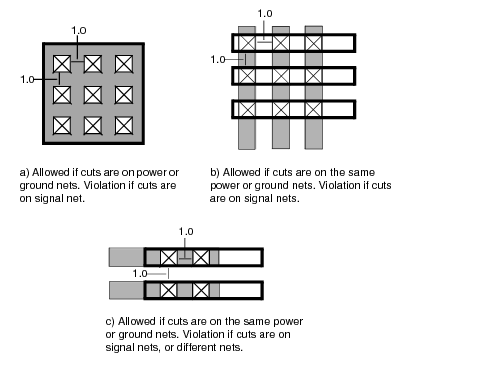 1.0
1.0
a) Allowed if cuts are on power or
ground nets. Violation if cuts are
on signal net.
1.0
1.0
b) Allowed if cuts are on the same
power or ground nets. Violation if cuts
are on signal nets.
1.0
1.0
c) Allowed if cuts are on the same power
or ground nets. Violation if cuts are on
signal nets, or different nets.